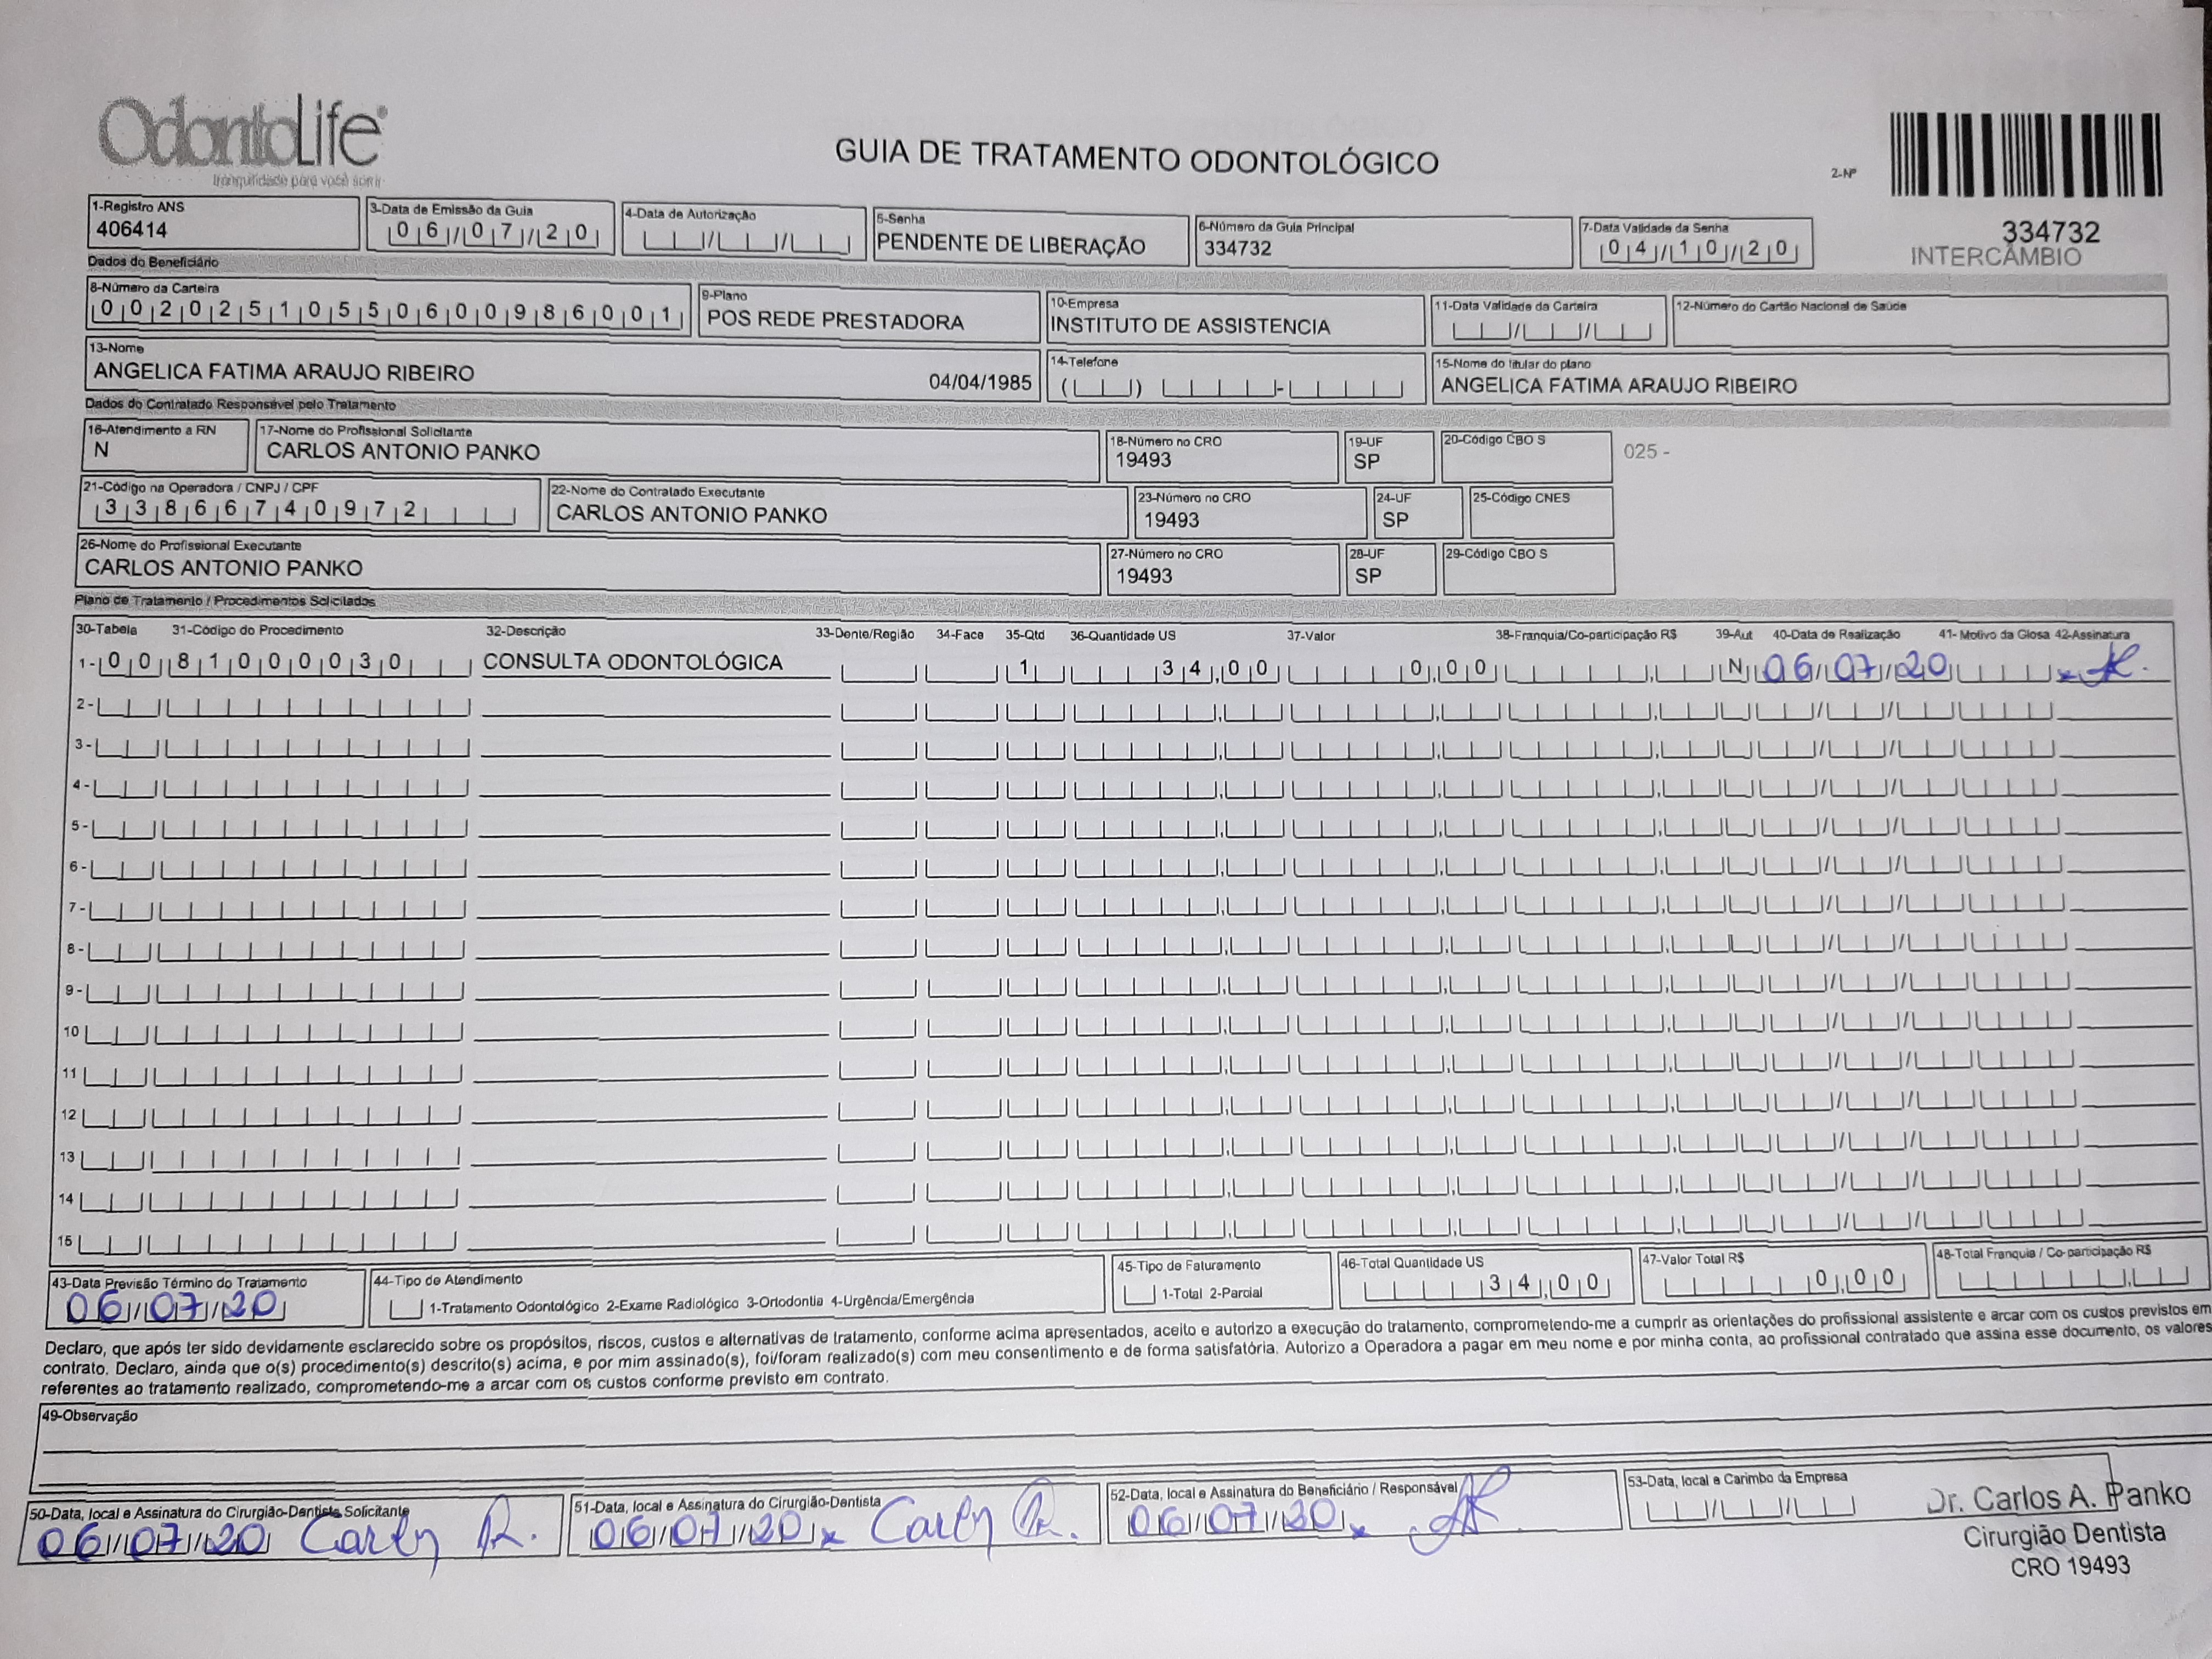 OdontoLife®
tranquilidade para você sorrir
GUIA DE TRATAMENTO ODONTOLÓGICO
2-Nº
334732
INTERCÂMBIO
1-Registro ANS
406414
3-Data de Emissão da Guia
06/07/20
4-Data de Autorização
5-Senha
PENDENTE DE LIBERAÇÃO
6-Número da Guia Principal
334732
7-Data Validade da Senha
04/10/20
Dados do Beneficiário
8-Número da Carteira
00202510550600986001
9-Plano
POS REDE PRESTADORA
10-Empresa
INSTITUTO DE ASSISTENCIA
11-Data Validade da Carteira
12-Número do Cartão Nacional de Saúde
13-Nome
ANGELICA FATIMA ARAUJO RIBEIRO 04/04/1985
14-Telefone
15-Nome do titular do plano
ANGELICA FATIMA ARAUJO RIBEIRO
Dados do Contratado Responsável pelo Tratamento
16-Atendimento a RN
N
17-Nome do Profissional Solicitante
CARLOS ANTONIO PANKO
18-Número no CRO
19493
19-UF
SP
20-Código CBO S
025 -
21-Código na Operadora / CNPJ / CPF
33866740972
22-Nome do Contratado Executante
CARLOS ANTONIO PANKO
23-Número no CRO
19493
24-UF
SP
25-Código CNES
26-Nome do Profissional Executante
CARLOS ANTONIO PANKO
27-Número no CRO
19493
28-UF
SP
29-Código CBO S
Plano de Tratamento / Procedimentos Solicitados
30-Tabela 31-Código do Procedimento 32-Descrição 33-Dente/Região 34-Face 35-Qtd 36-Quantidade US 37-Valor 38-Franquia/Co-participação R$ 39-Aut 40-Data de Realização 41- Motivo da Glosa 42-Assinatura
1- 00 81000030 CONSULTA ODONTOLÓGICA 1 34,00 0,00 N 06/07/20
2-
3-
4-
5-
6-
7-
8-
9-
10
11
12
13
14
15
43-Data Previsão Término do Tratamento
06/07/20
44-Tipo de Atendimento
1-Tratamento Odontológico 2-Exame Radiológico 3-Ortodontia 4-Urgência/Emergência
45-Tipo de Faturamento
1-Total 2-Parcial
46-Total Quantidade US
34,00
47-Valor Total R$
0,00
48-Total Franquia / Co-participação R$
Declaro, que após ter sido devidamente esclarecido sobre os propósitos, riscos, custos e alternativas de tratamento, conforme acima apresentados, aceito e autorizo a execução do tratamento, comprometendo-me a cumprir as orientações do profissional assistente e arcar com os custos previstos em
contrato. Declaro, ainda que o(s) procedimento(s) descrito(s) acima, e por mim assinado(s), foi/foram realizado(s) com meu consentimento e de forma satisfatória. Autorizo a Operadora a pagar em meu nome e por minha conta, ao profissional contratado que assina esse documento, os valores
referentes ao tratamento realizado, comprometendo-me a arcar com os custos conforme previsto em contrato.
49-Observação
50-Data, local e Assinatura do Cirurgião-Dentista Solicitante
06/07/20
51-Data, local e Assinatura do Cirurgião-Dentista
06/07/20
52-Data, local e Assinatura do Beneficiário / Responsável
06/07/20
53-Data, local e Carimbo da Empresa
Dr. Carlos A. Panko
Cirurgião Dentista
CRO 19493